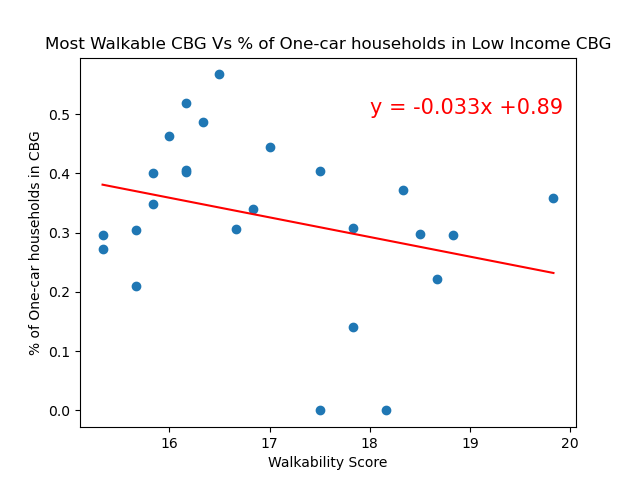 Most Walkable CBG Vs % of One-car households in Low Income CBG
y = -0.033x +0.89
% of One-car households in CBG
0.5
0.4
0.3
0.2
0.1
0.0
16 17 18 19 20
Walkability Score